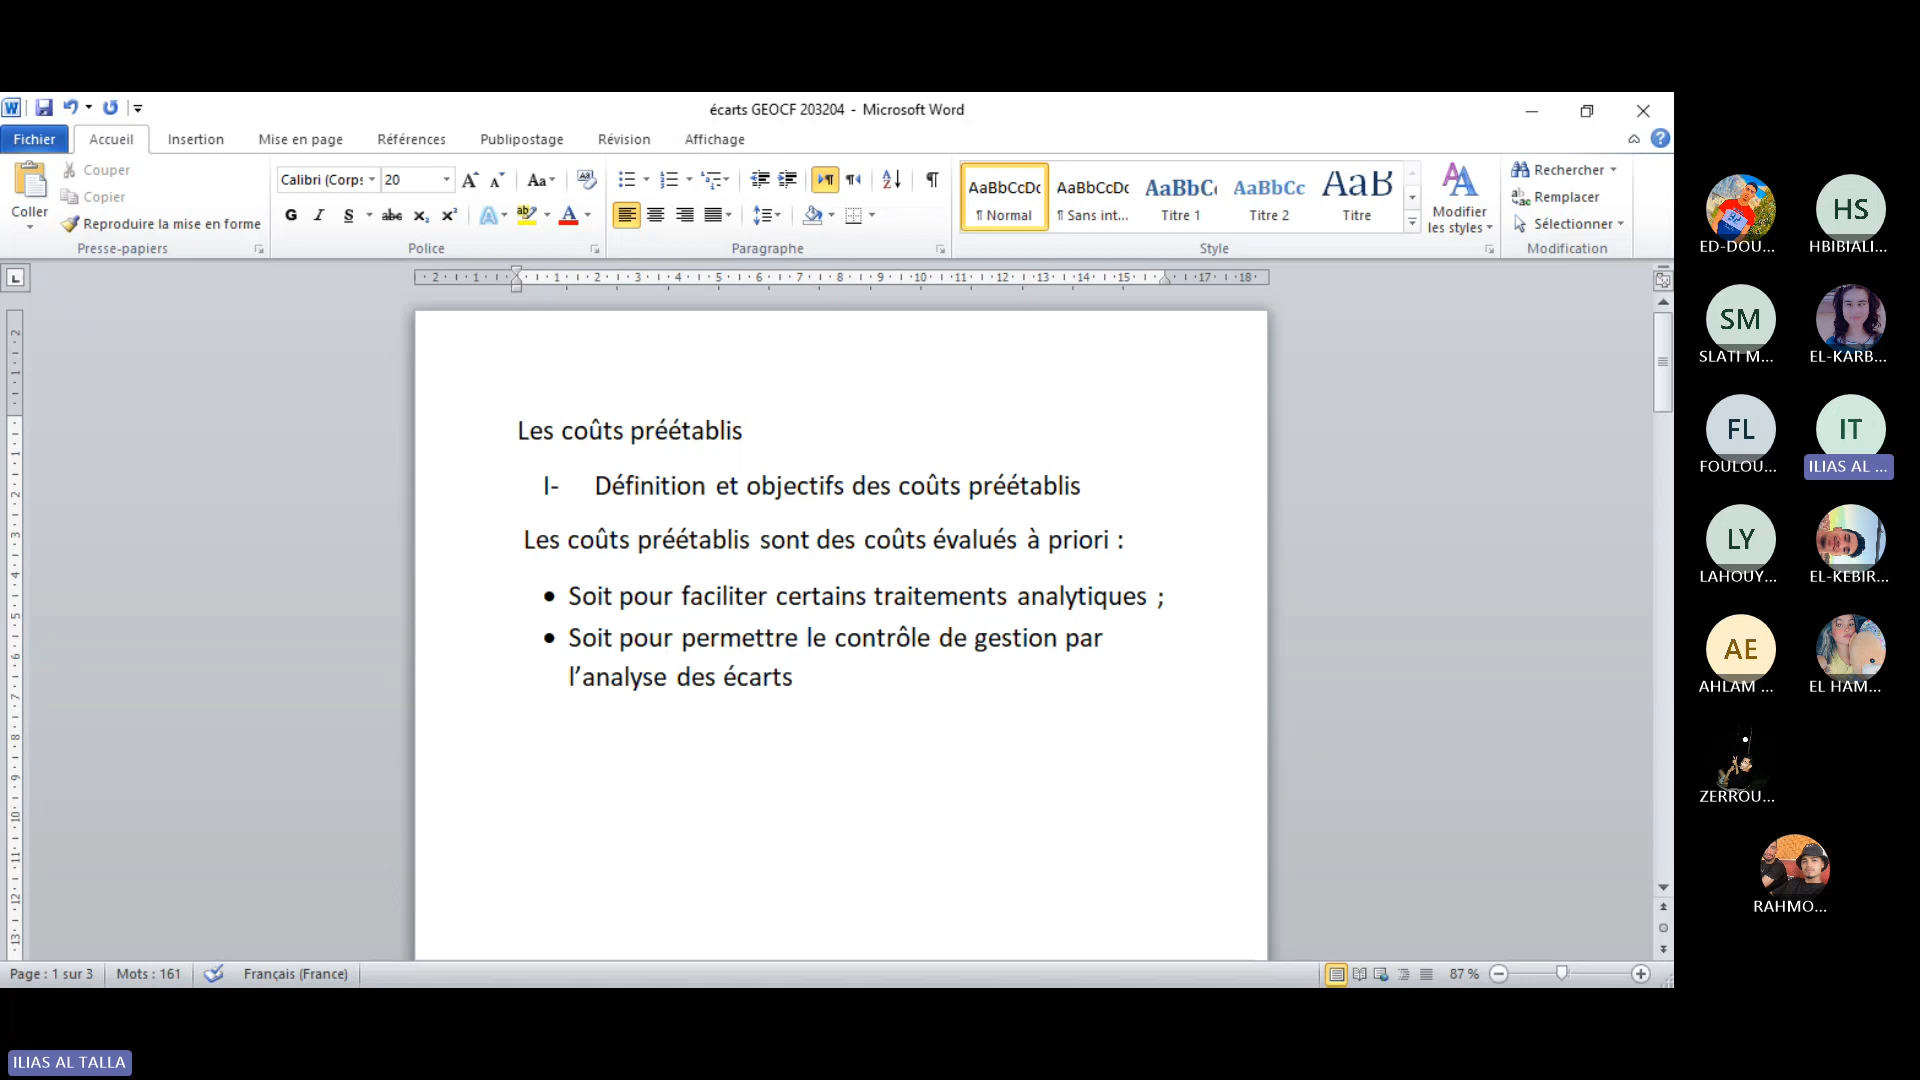 écarts GEOCF 203204 - Microsoft Word
Fichier Accueil Insertion Mise en page Références Publipostage Révision Affichage
Coller
Couper
Copier
Reproduire la mise en forme
Presse-papiers
Calibri (Corps 20
Police
Paragraphe
AaBbCcDc AaBbCcDc AaBbC AaBbCc AaB
¶ Normal ¶ Sans int... Titre 1 Titre 2 Titre
Style
Modifier
les styles
Rechercher
Remplacer
Sélectionner
Modification
Les coûts préétablis
I- Définition et objectifs des coûts préétablis
Les coûts préétablis sont des coûts évalués à priori :
• Soit pour faciliter certains traitements analytiques ;
• Soit pour permettre le contrôle de gestion par
l’analyse des écarts
Page : 1 sur 3 Mots : 161 Français (France) 87 %
ED-DOU...
HS
HBIBIALI...
SM
SLATI M...
EL-KARB...
FL
FOULOU...
IT
ILIAS AL ...
LY
LAHOUY...
EL-KEBIR...
AE
AHLAM ...
EL HAM...
ZERROU...
RAHMO...
ILIAS AL TALLA